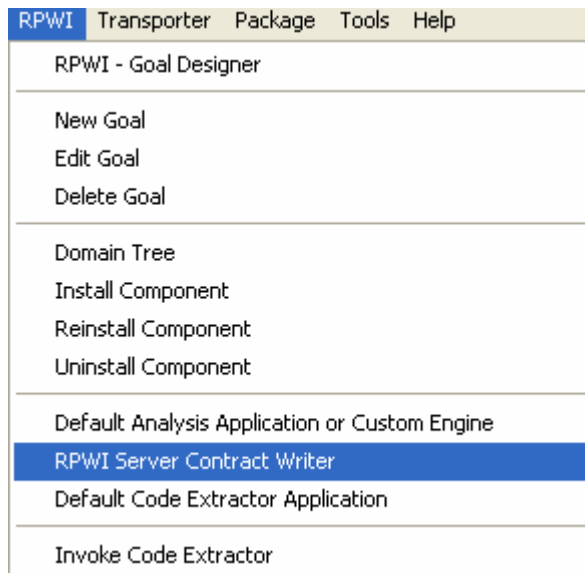 RPWI Transporter Package Tools Help
RPWI - Goal Designer
New Goal
Edit Goal
Delete Goal
Domain Tree
Install Component
Reinstall Component
Uninstall Component
Default Analysis Application or Custom Engine
RPWI Server Contract Writer
Default Code Extractor Application
Invoke Code Extractor